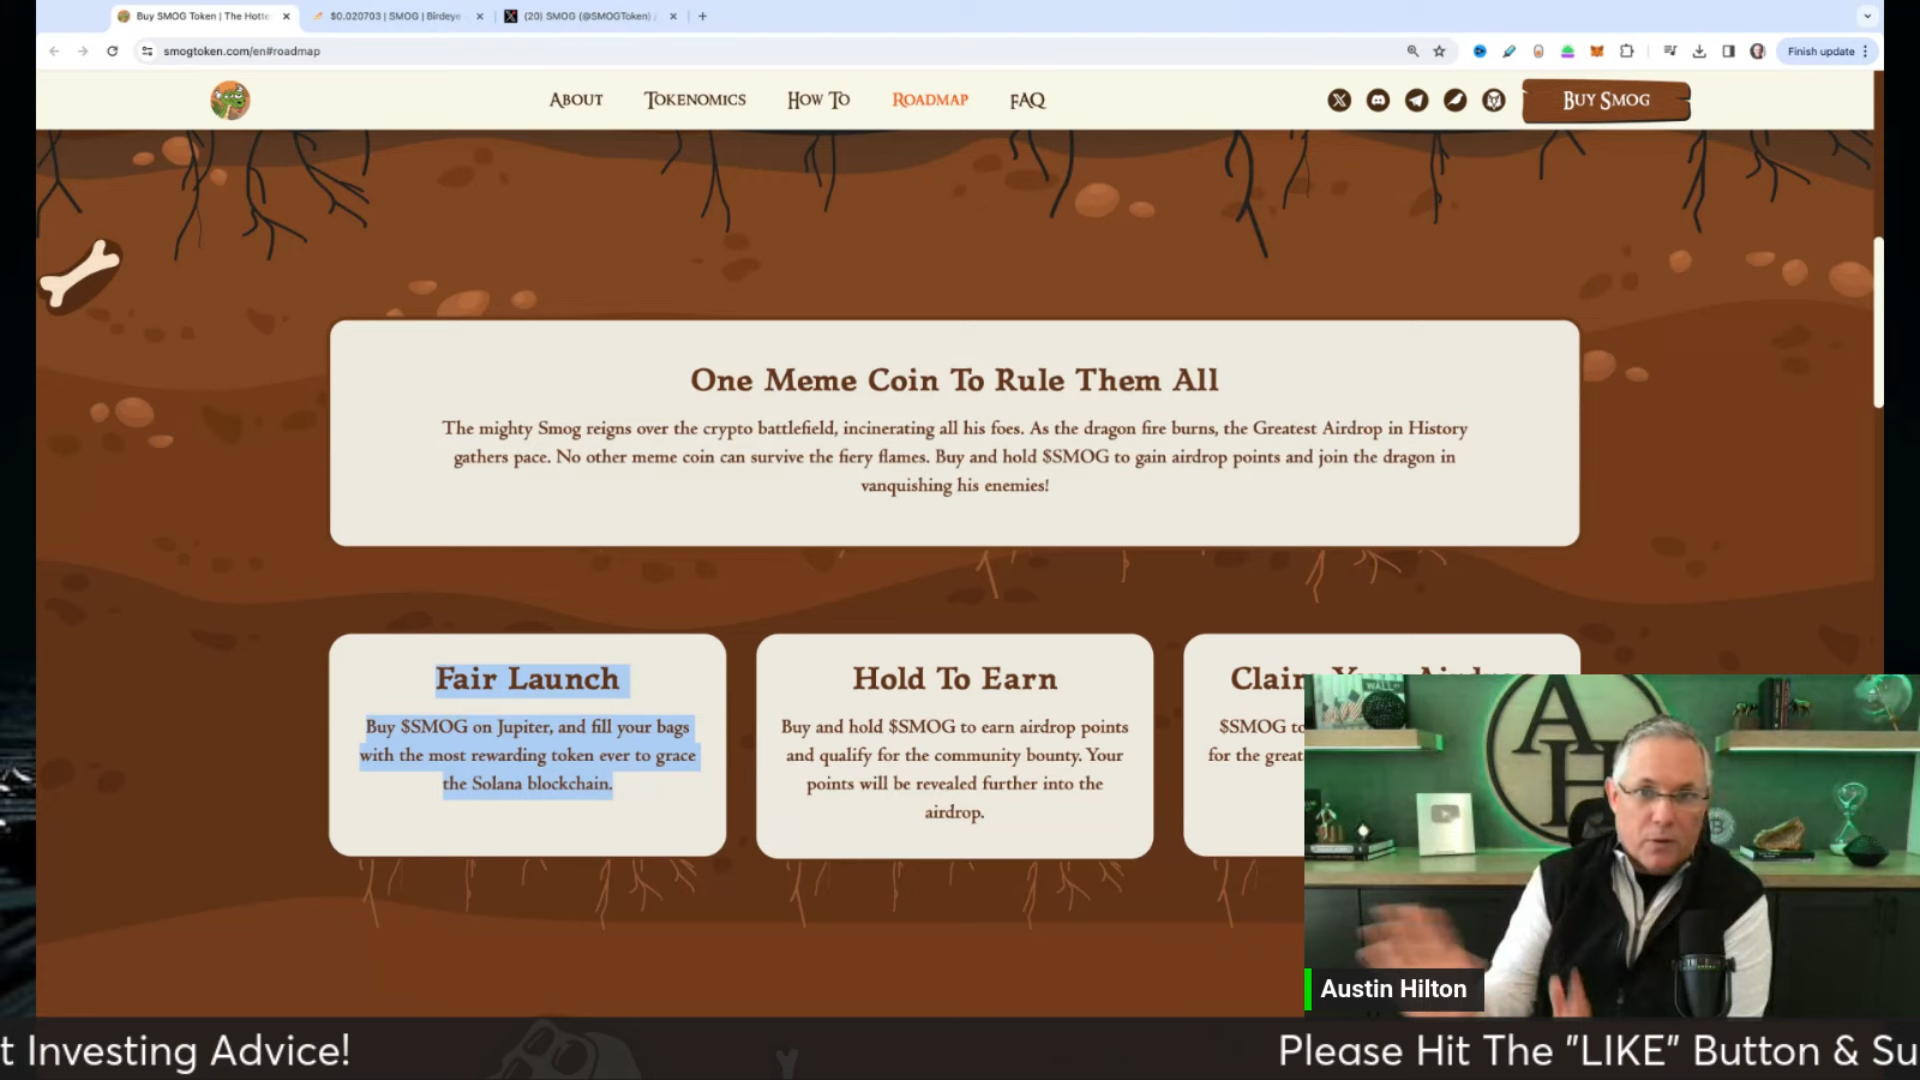 Buy SMOG Token | The Hotte
$0.020703 | SMOG | Birdeye
(20) SMOG (@SMOGToken) /
smogtoken.com/en#roadmap
Finish update
About
Tokenomics
How To
Roadmap
FAQ
Buy Smog
One Meme Coin To Rule Them All
The mighty Smog reigns over the crypto battlefield, incinerating all his foes. As the dragon fire burns, the Greatest Airdrop in History
gathers pace. No other meme coin can survive the fiery flames. Buy and hold $SMOG to gain airdrop points and join the dragon in
vanquishing his enemies!
Fair Launch
Buy $SMOG on Jupiter, and fill your bags
with the most rewarding token ever to grace
the Solana blockchain.
Hold To Earn
Buy and hold $SMOG to earn airdrop points
and qualify for the community bounty. Your
points will be revealed further into the
airdrop.
Claim Your Airdrop
$SMOG to
for the great
WALL
AH
Austin Hilton
t Investing Advice!
Please Hit The "LIKE" Button & Su